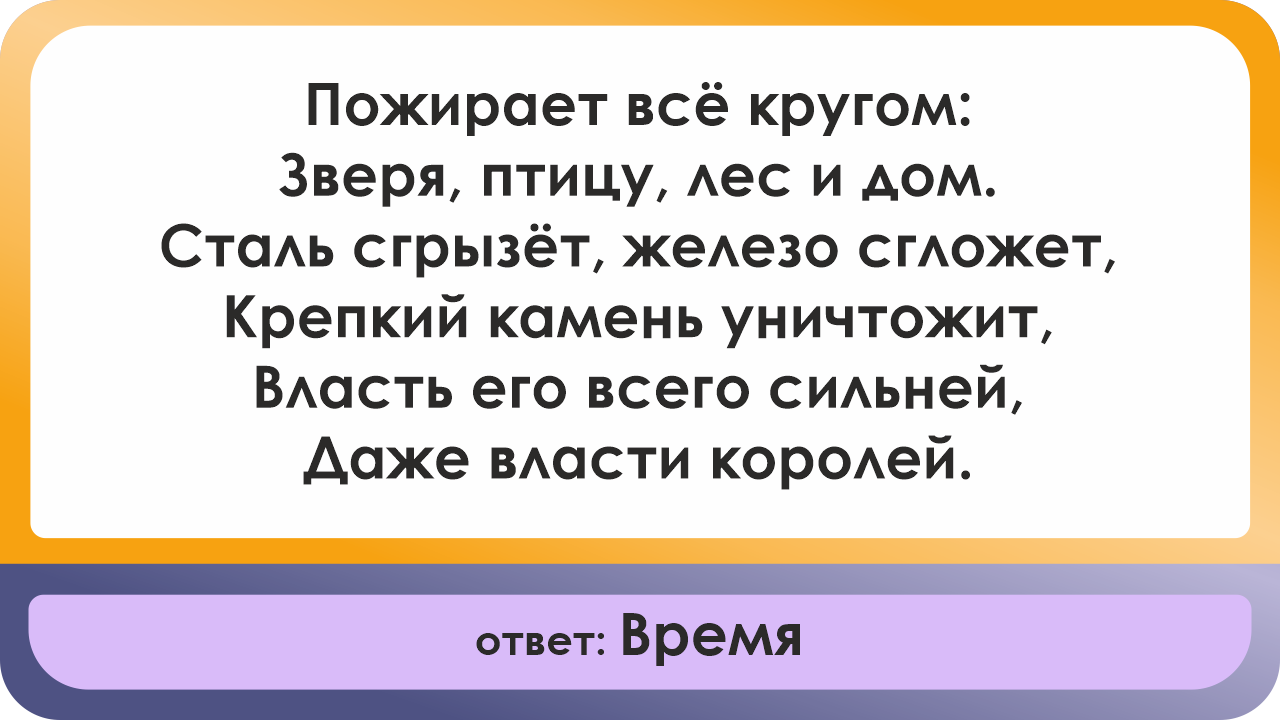 Пожирает всё кругом:
Зверя, птицу, лес и дом.
Сталь сгрызёт, железо сгложет,
Крепкий камень уничтожит,
Власть его всего сильней,
Даже власти королей.
ответ: Время